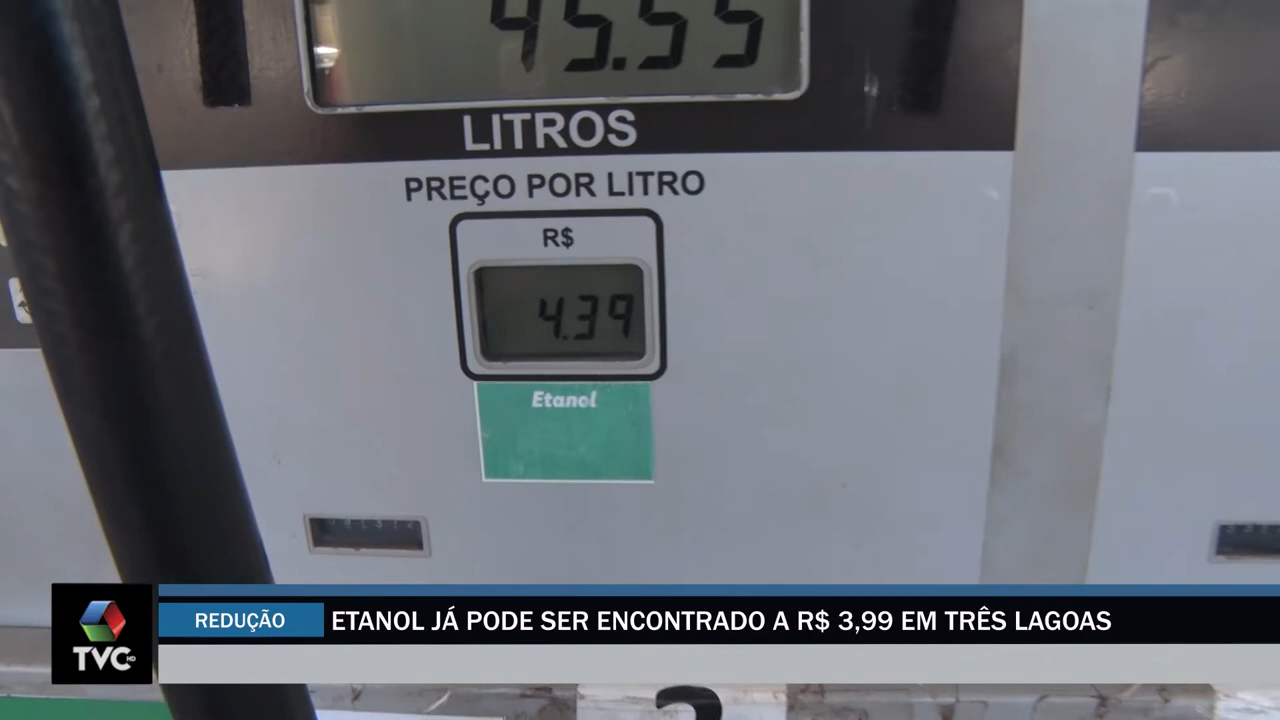 45.55
LITROS
PREÇO POR LITRO
R$
4.39
Etanol
REDUÇÃO
ETANOL JÁ PODE SER ENCONTRADO A R$ 3,99 EM TRÊS LAGOAS
TVC HD